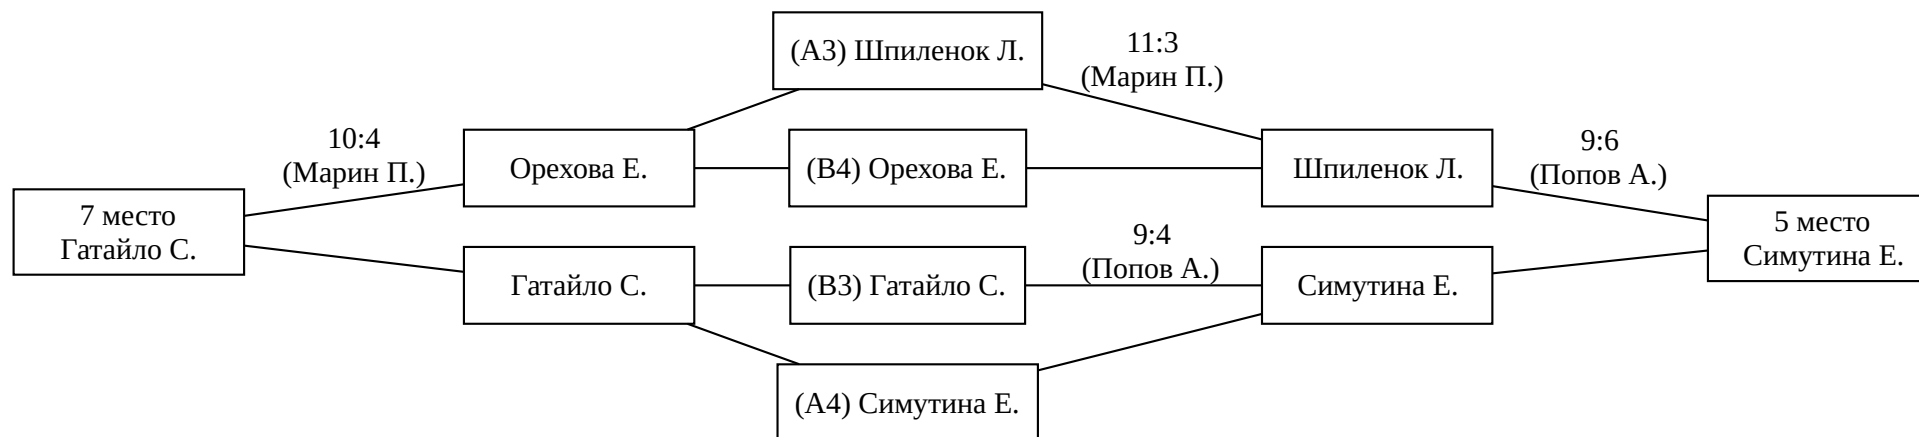 (A3) Шпиленок Л.
11:3
(Марин П.)
10:4
(Марин П.)
Орехова Е.
(B4) Орехова Е.
Шпиленок Л.
9:6
(Попов А.)
7 место
Гатайло С.
5 место
Симутина Е.
9:4
(Попов А.)
Гатайло С.
(B3) Гатайло С.
Симутина Е.
(A4) Симутина Е.